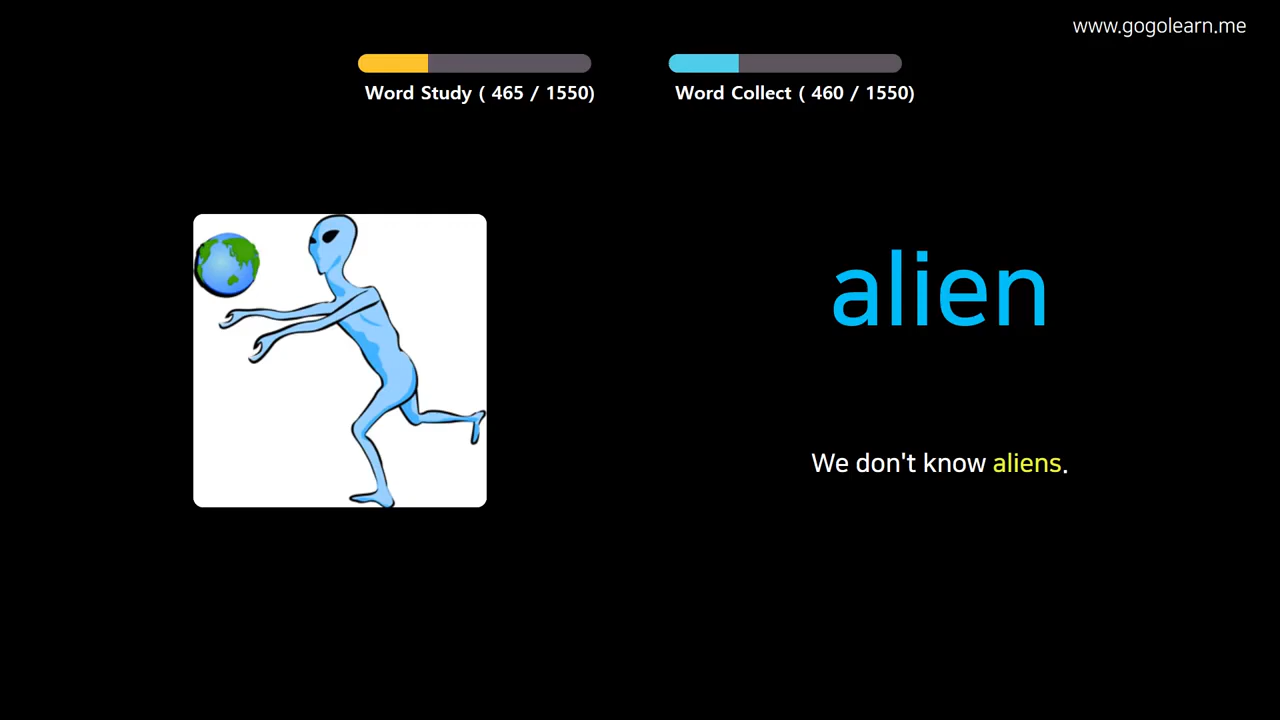 www.gogolearn.me
Word Study ( 465 / 1550)
Word Collect ( 460 / 1550)
alien
We don't know aliens.